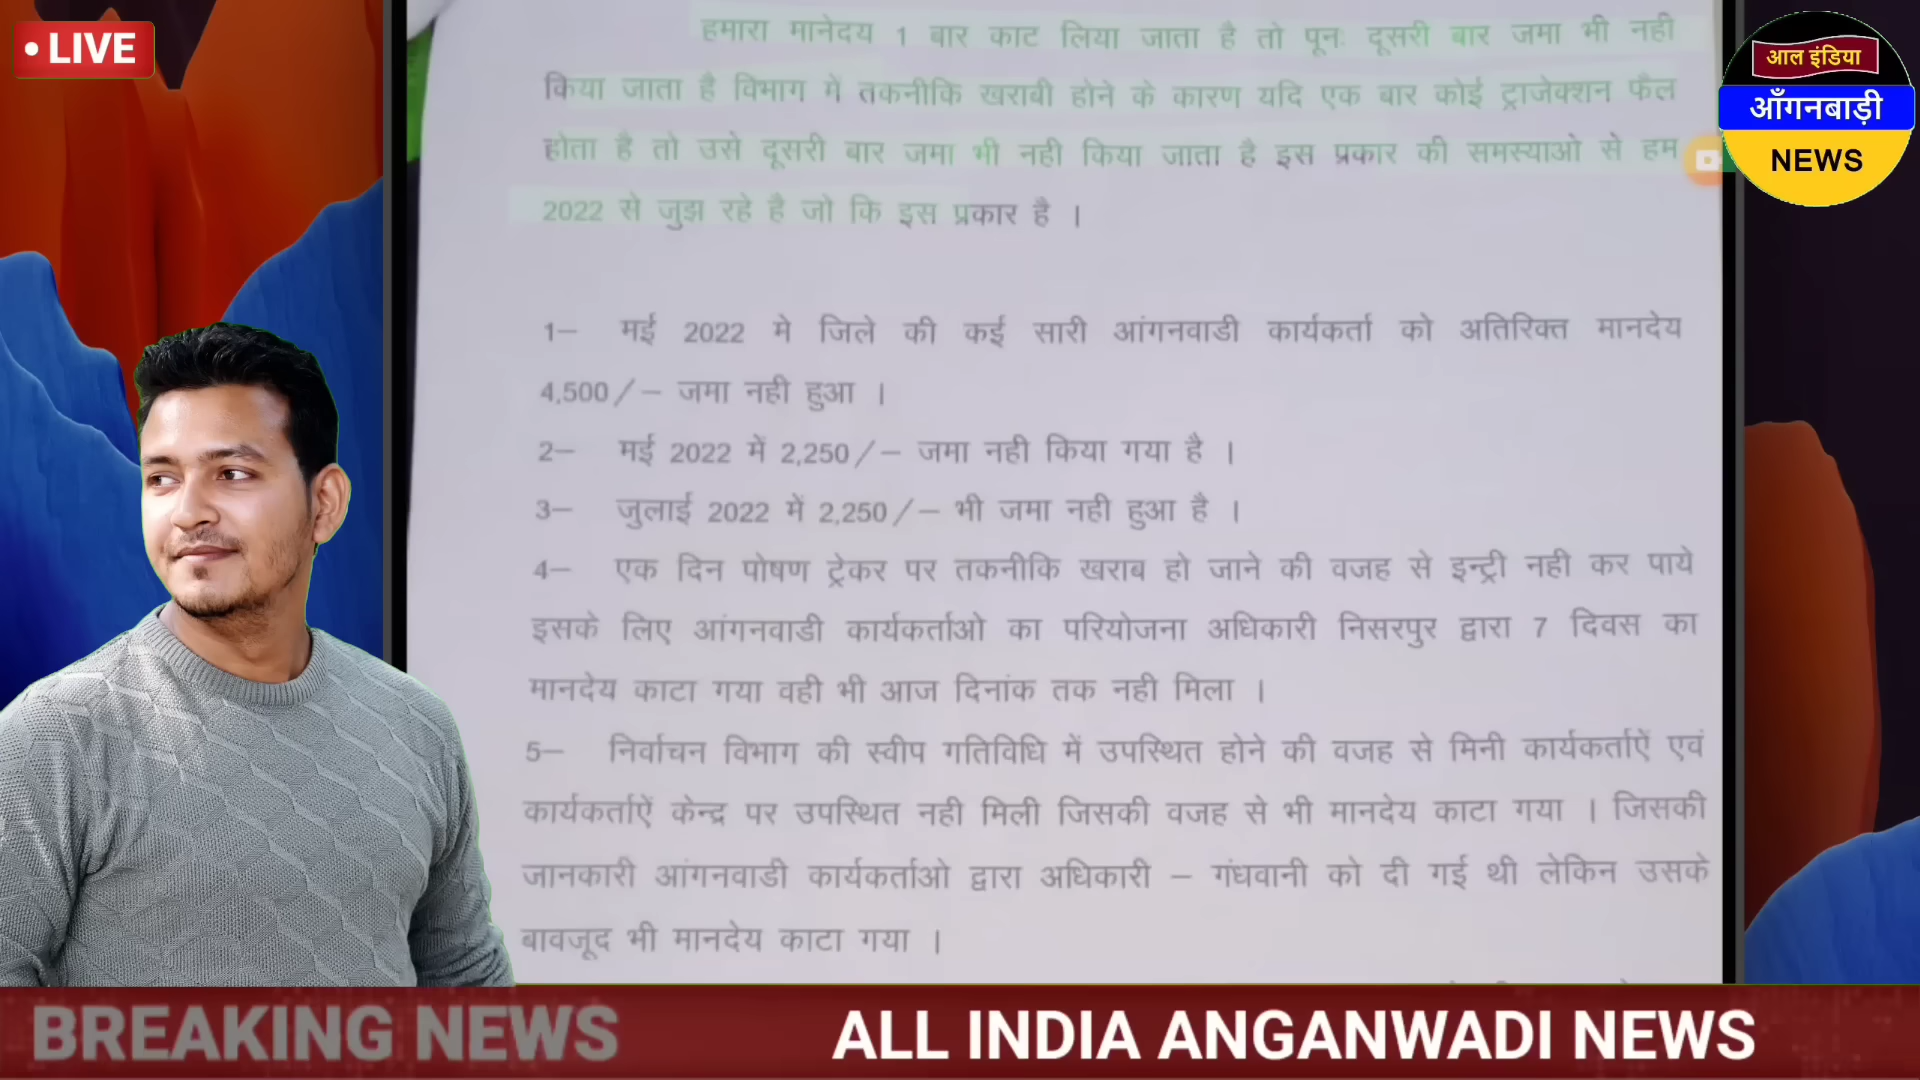 • LIVE
हमारा मानेदय 1 बार काट लिया जाता है तो पूनः दूसरी बार जमा भी नही
किया जाता है विभाग मे तकनीकि खराबी होने के कारण यदि एक बार कोई ट्राजेक्शन फैल
होता है तो उसे दूसरी बार जमा भी नही किया जाता है इस प्रकार की समस्याओ से हम
2022 से जुझ रहे है जो कि इस प्रकार है ।
1– मई 2022 मे जिले की कई सारी आंगनवाडी कार्यकर्ता को अतिरिक्त मानदेय
4,500/– जमा नही हुआ ।
2– मई 2022 में 2,250/– जमा नही किया गया है ।
3– जुलाई 2022 में 2,250/– भी जमा नही हुआ है ।
4– एक दिन पोषण ट्रेकर पर तकनीकि खराब हो जाने की वजह से इन्ट्री नही कर पाये
इसके लिए आंगनवाडी कार्यकर्ताओ का परियोजना अधिकारी निसरपुर द्वारा 7 दिवस का
मानदेय काटा गया वही भी आज दिनांक तक नही मिला ।
5– निर्वाचन विभाग की स्वीप गतिविधि में उपस्थित होने की वजह से मिनी कार्यकर्ताऐं एवं
कार्यकर्ताऐं केन्द्र पर उपस्थित नही मिली जिसकी वजह से भी मानदेय काटा गया । जिसकी
जानकारी आंगनवाडी कार्यकर्ताओ द्वारा अधिकारी – गंधवानी को दी गई थी लेकिन उसके
बावजूद भी मानदेय काटा गया ।
आल इंडिया
आँगनबाड़ी
NEWS
BREAKING NEWS
ALL INDIA ANGANWADI NEWS